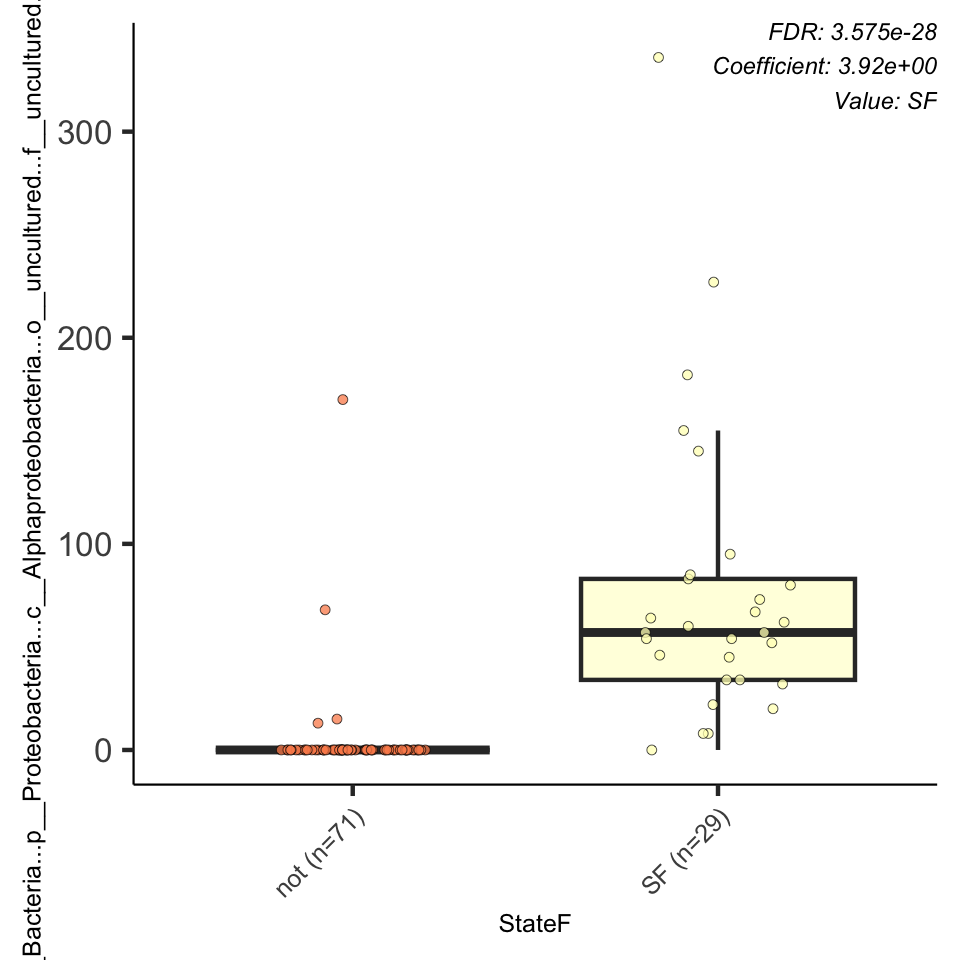 FDR: 3.575e-28
Coefficient: 3.92e+00
Value: SF
_Bacteria...p__Proteobacteria...c__Alphaproteobacteria...o__uncultured...f__uncultured.
300
200
100
0
not (n=71)
SF (n=29)
StateF